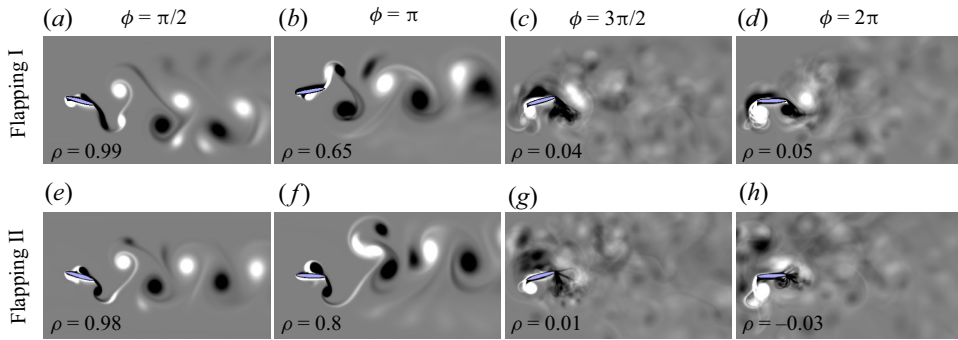 (a) ϕ = π/2 (b) ϕ = π (c) ϕ = 3π/2 (d) ϕ = 2π
Flapping I
ρ = 0.99 ρ = 0.65 ρ = 0.04 ρ = 0.05
(e) (f) (g) (h)
Flapping II
ρ = 0.98 ρ = 0.8 ρ = 0.01 ρ = –0.03